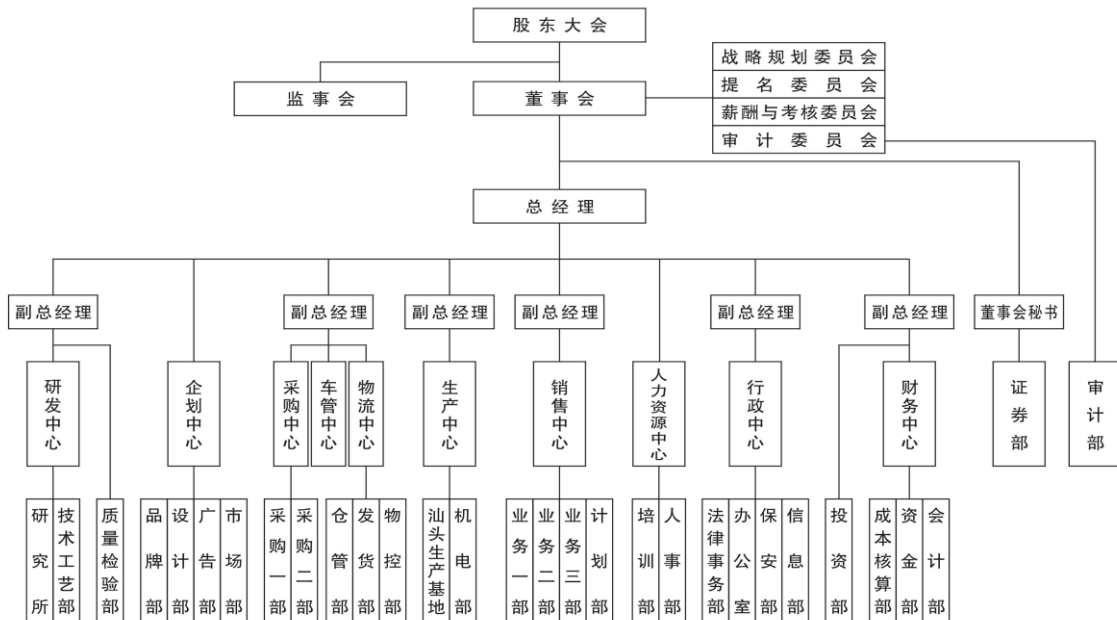 股东大会
战略规划委员会
提名委员会
薪酬与考核委员会
审计委员会
监事会
董事会
总经理
副总经理
副总经理
副总经理
副总经理
副总经理
副总经理
董事会秘书
研发中心
企划中心
采购中心
车管中心
物流中心
生产中心
销售中心
人力资源中心
行政中心
财务中心
证券部
审计部
研究所
技术工艺部
质量检验部
品牌部
设计部
广告部
市场部
采购一部
采购二部
仓管部
发货部
物控部
汕头生产基地
机电部
业务一部
业务二部
业务三部
计划部
培训部
人事部
法律事务部
办公室
保安部
信息部
投资部
成本核算部
资金部
会计部